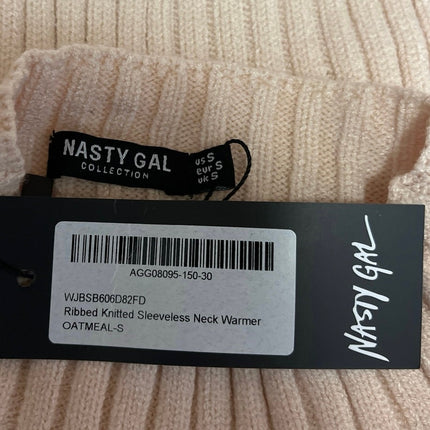 NASTY GAL
COLLECTION
US S
eur S
uk S
AGG08095-150-30
WJBSB606D82FD
Ribbed Knitted Sleeveless Neck Warmer
OATMEAL-S
NASTY GAL